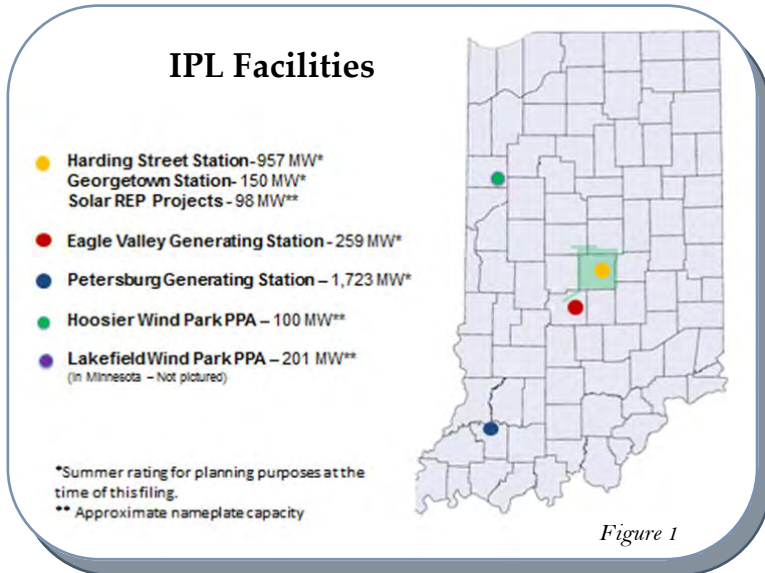 IPL Facilities
Harding Street Station-957 MW*
Georgetown Station- 150 MW*
Solar REP Projects - 98 MW**
Eagle Valley Generating Station - 259 MW*
Petersburg Generating Station – 1,723 MW*
Hoosier Wind Park PPA – 100 MW**
Lakefield Wind Park PPA – 201 MW**
(In Minnesota – Not pictured)
*Summer rating for planning purposes at the
time of this filing.
** Approximate nameplate capacity
Figure 1